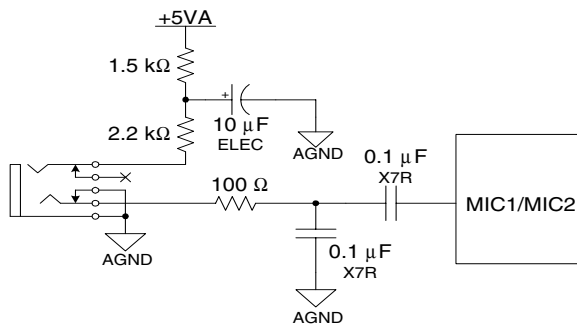 +5VA
1.5 kΩ
2.2 kΩ
+
10 μF
ELEC
AGND
0.1 μF
X7R
100 Ω
MIC1/MIC2
0.1 μF
X7R
AGND
AGND